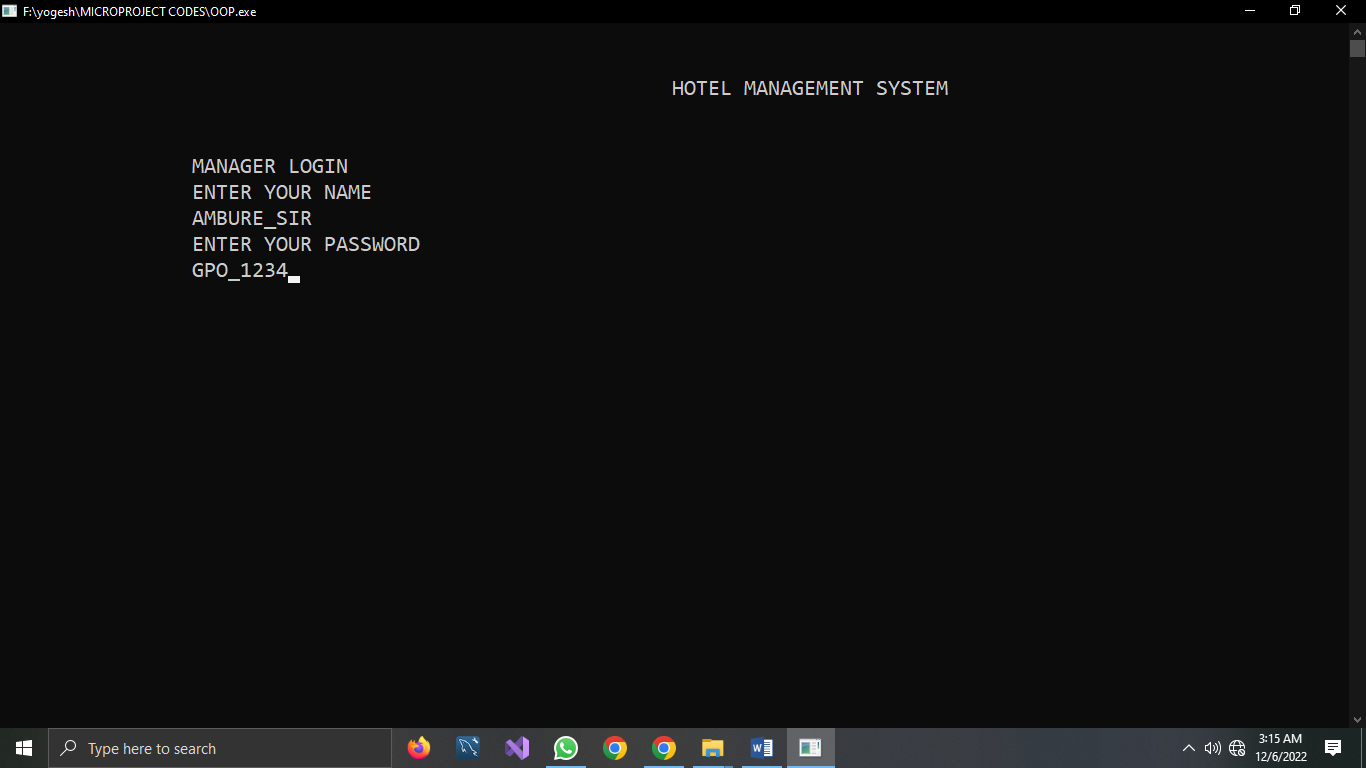 F:\yogesh\MICROPROJECT CODES\OOP.exe
HOTEL MANAGEMENT SYSTEM
MANAGER LOGIN
ENTER YOUR NAME
AMBURE_SIR
ENTER YOUR PASSWORD
GPO_1234
Type here to search
3:15 AM
12/6/2022